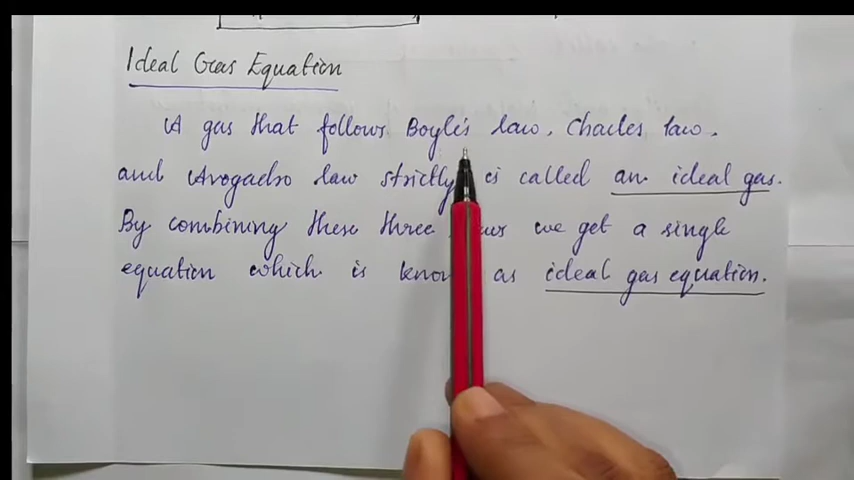 Ideal Gas Equation
A gas that follows Boyle's law, Charles law,
and Avogadro law strictly is called an ideal gas.
By combining these three we get a single
equation which is as ideal gas equation.